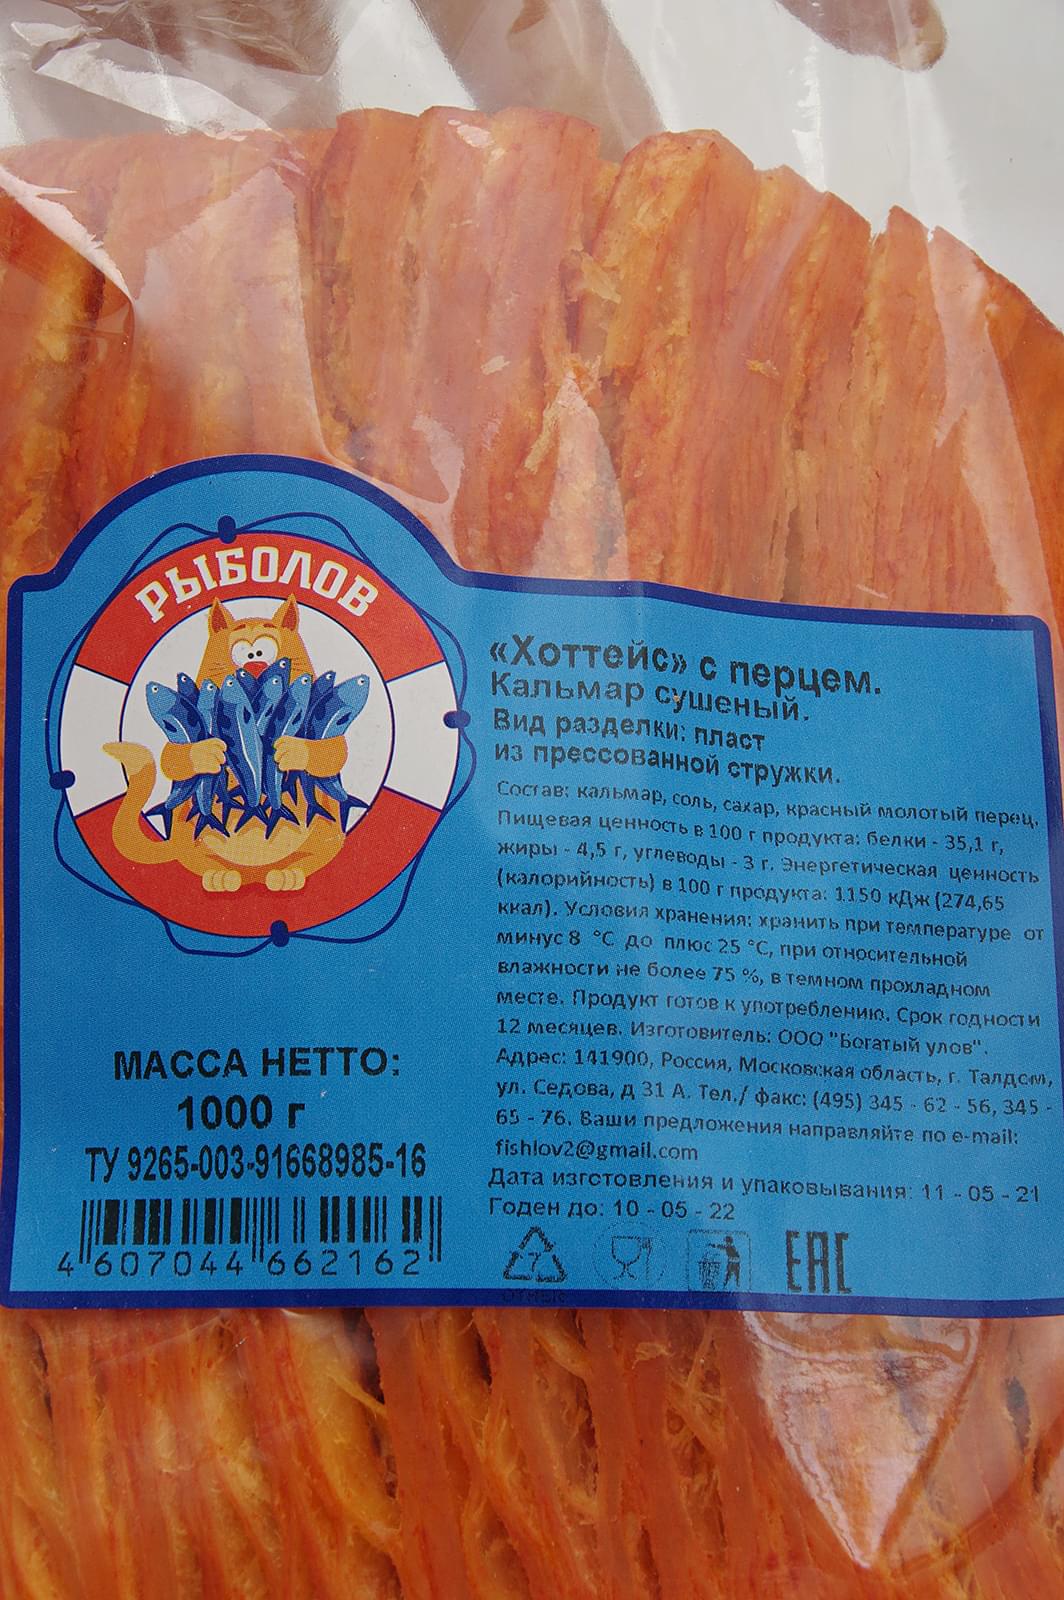 РЫБОЛОВ
«Хоттейс» с перцем.
Кальмар сушеный.
Вид разделки: пласт
из прессованной стружки.
Состав: кальмар, соль, сахар, красный молотый перец.
Пищевая ценность в 100 г продукта: белки - 35,1 г,
жиры - 4,5 г, углеводы - 3 г. Энергетическая ценность
(калорийность) в 100 г продукта: 1150 кДж (274,65
ккал). Условия хранения: хранить при температуре от
минус 8 °С до плюс 25 °С, при относительной
влажности не более 75 %, в темном прохладном
месте. Продукт готов к употреблению. Срок годности
12 месяцев. Изготовитель: ООО "Богатый улов".
Адрес: 141900, Россия, Московская область, г. Талдом,
ул. Седова, д 31 А. Тел./ факс: (495) 345 - 62 - 56, 345 -
65 - 76. Ваши предложения направляйте по e-mail:
fishlov2@gmail.com
Дата изготовления и упаковывания: 11 - 05 - 21
Годен до: 10 - 05 - 22
МАССА НЕТТО:
1000 г
ТУ 9265-003-91668985-16
4 607044 662162
7
OTHER
EAC